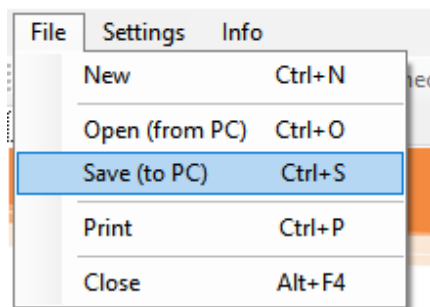 File Settings Info
New Ctrl+N
Open (from PC) Ctrl+O
Save (to PC) Ctrl+S
Print Ctrl+P
Close Alt+F4